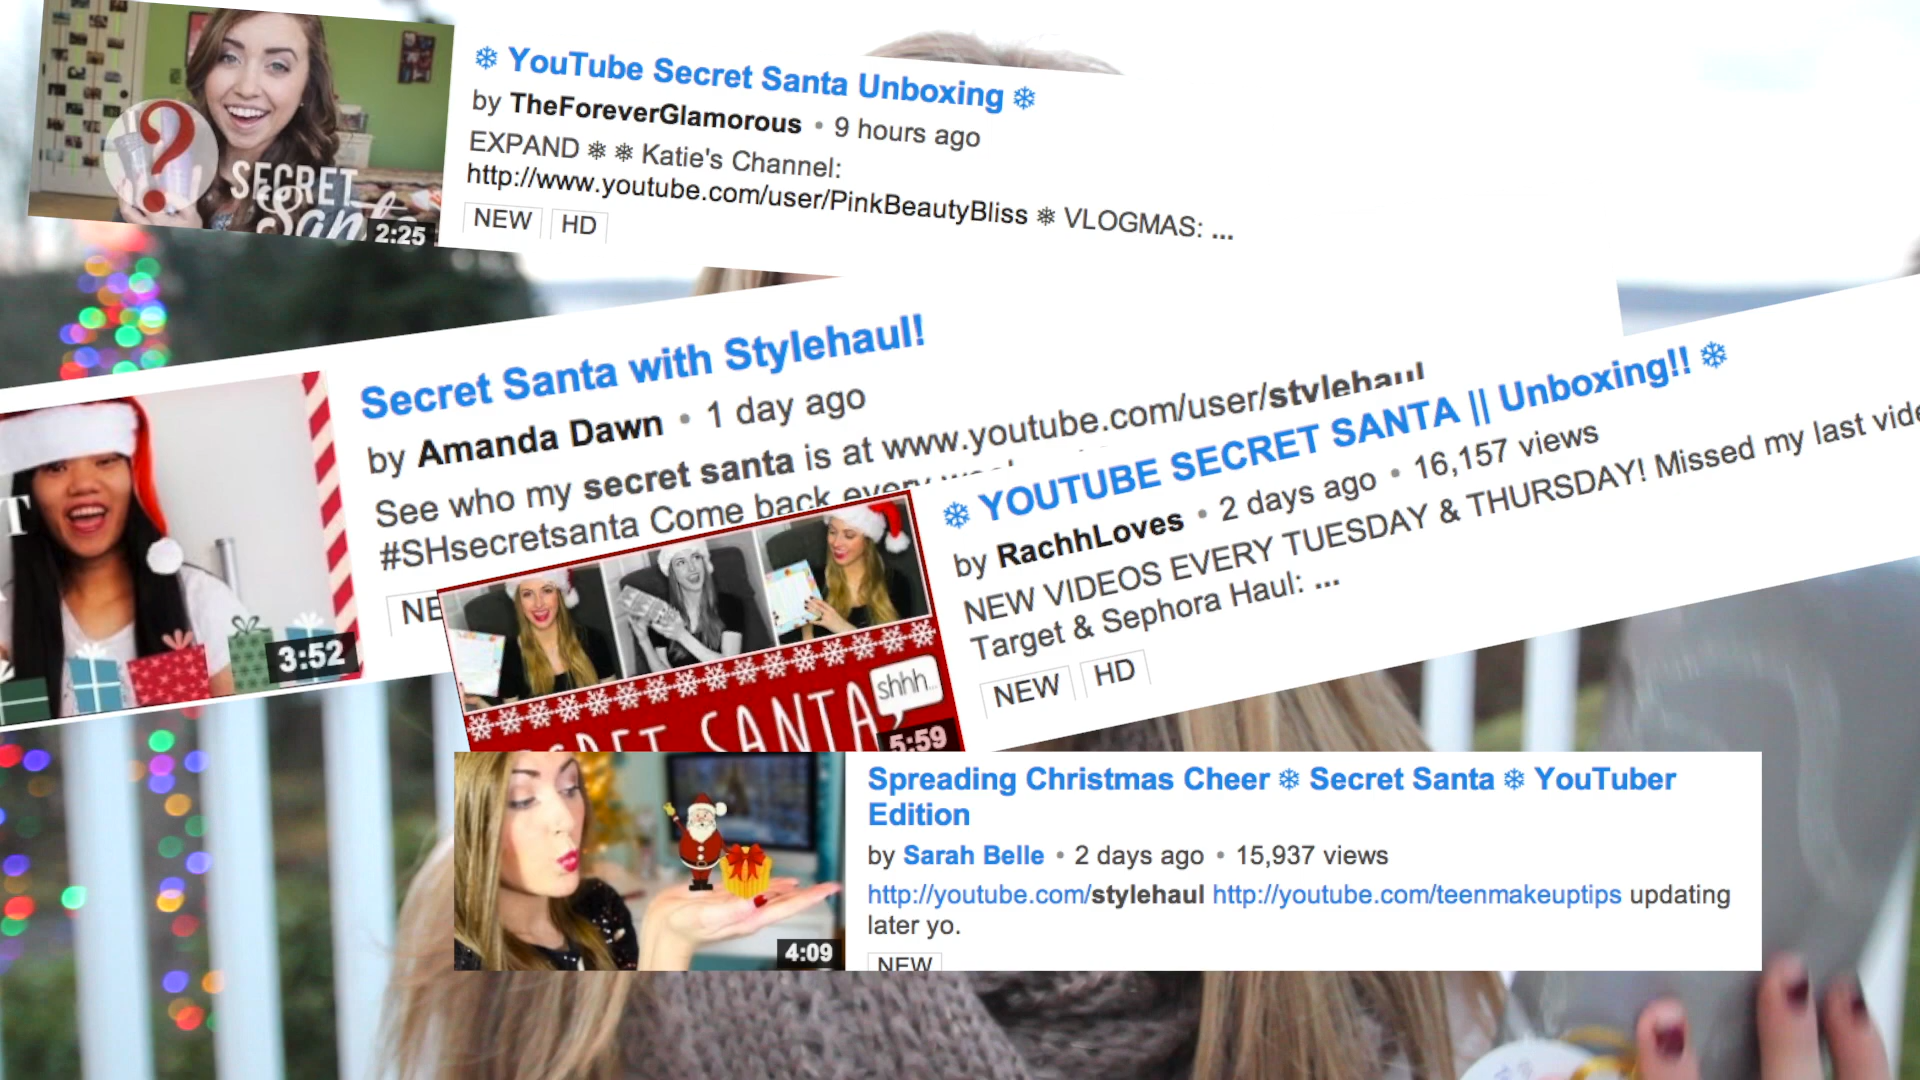 ❄ YouTube Secret Santa Unboxing ❄
by TheForeverGlamorous • 9 hours ago
EXPAND ❄ ❄ Katie's Channel:
http://www.youtube.com/user/PinkBeautyBliss ❄ VLOGMAS: ...
NEW HD
?
SECRET
Santa
2:25
Secret Santa with Stylehaul!
by Amanda Dawn • 1 day ago
See who my secret santa is at www.youtube.com/user/stylehaul
#SHsecretsanta Come back every
NE
T
3:52
❄ YOUTUBE SECRET SANTA || Unboxing!! ❄
by RachhLoves • 2 days ago • 16,157 views
NEW VIDEOS EVERY TUESDAY & THURSDAY! Missed my last vide
Target & Sephora Haul: ...
NEW HD
SANTA
shhh...
5:59
Spreading Christmas Cheer ❄ Secret Santa ❄ YouTuber
Edition
by Sarah Belle • 2 days ago • 15,937 views
http://youtube.com/stylehaul http://youtube.com/teenmakeuptips updating
later yo.
NEW
4:09